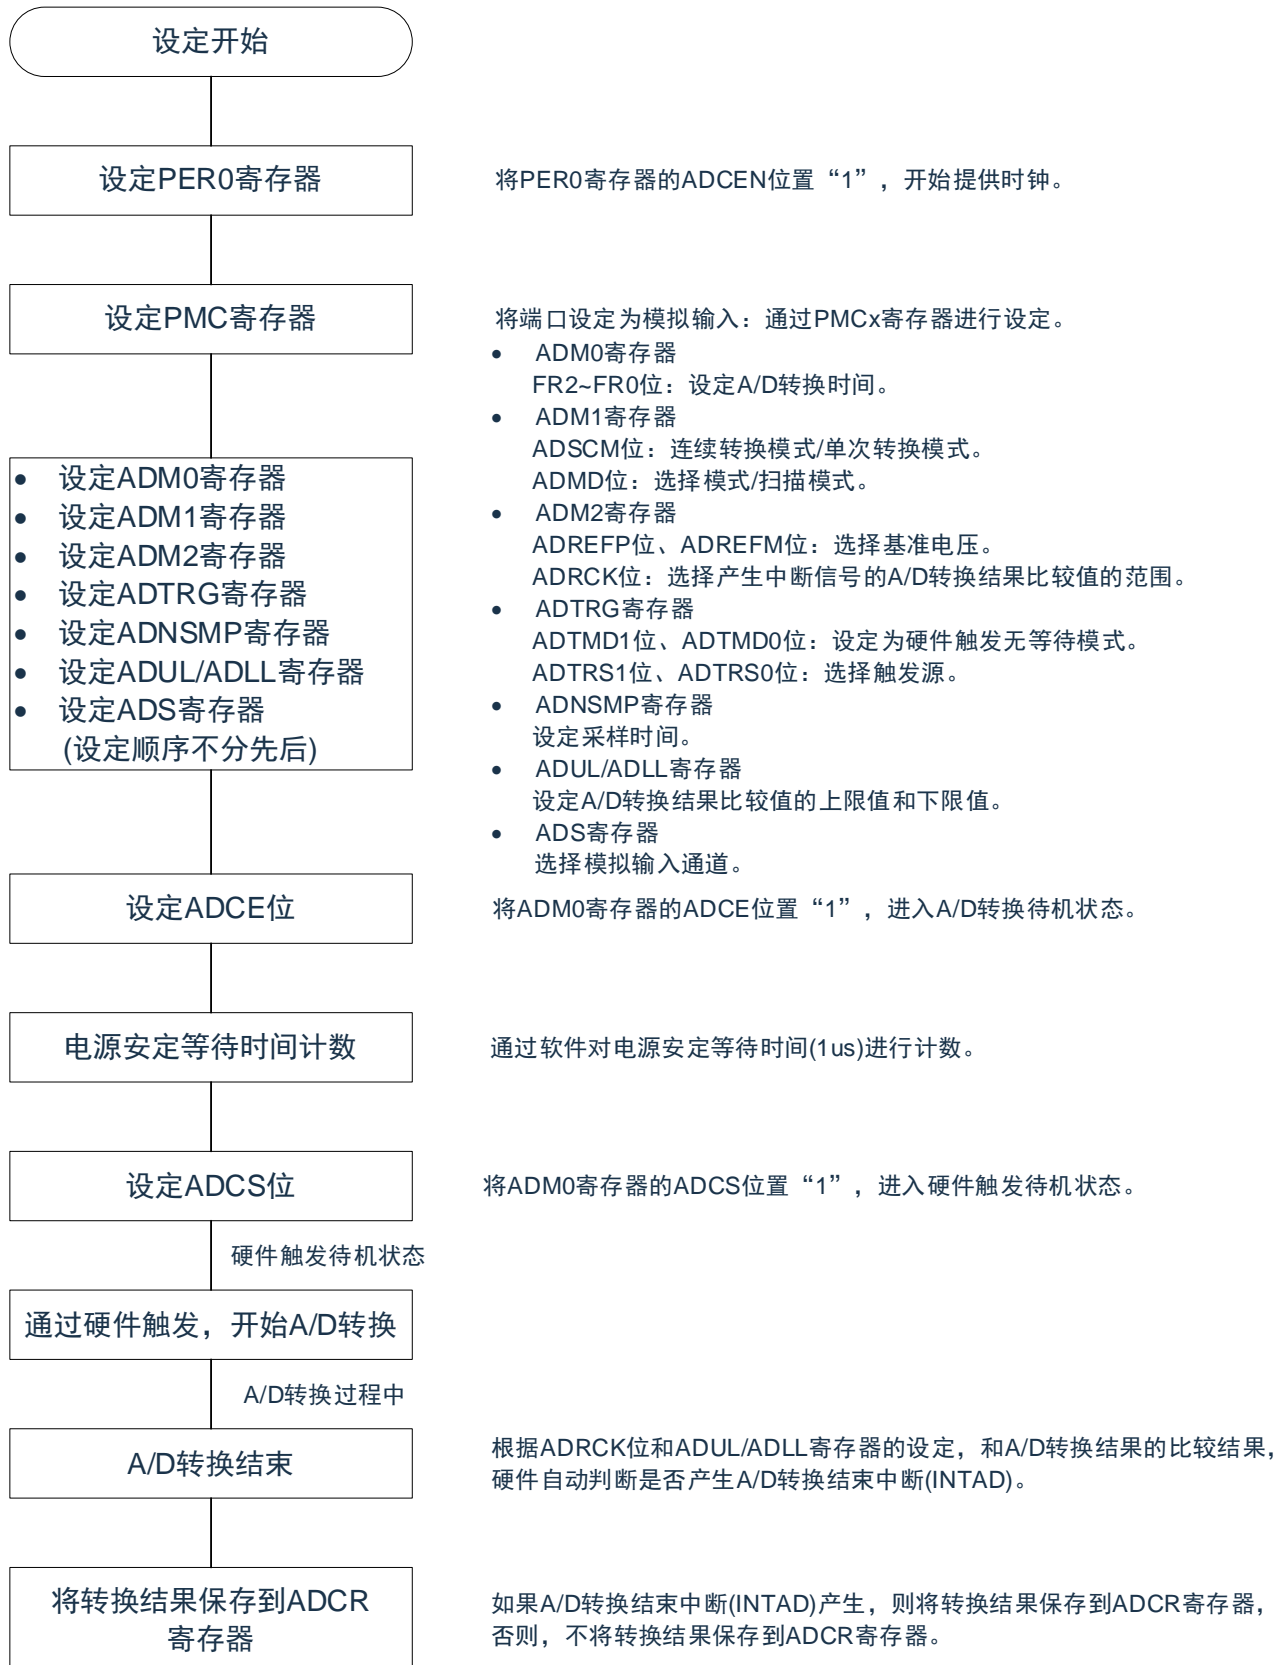 设定开始
设定PER0寄存器
将PER0寄存器的ADCEN位置“1”，开始提供时钟。
设定PMC寄存器
将端口设定为模拟输入：通过PMCx寄存器进行设定。
• ADM0寄存器
FR2~FR0位：设定A/D转换时间。
• ADM1寄存器
ADSCM位：连续转换模式/单次转换模式。
ADMD位：选择模式/扫描模式。
• ADM2寄存器
ADREFP位、ADREFM位：选择基准电压。
ADRCK位：选择产生中断信号的A/D转换结果比较值的范围。
• ADTRG寄存器
ADTMD1位、ADTMD0位：设定为硬件触发无等待模式。
ADTRS1位、ADTRS0位：选择触发源。
• ADNSMP寄存器
设定采样时间。
• ADUL/ADLL寄存器
设定A/D转换结果比较值的上限值和下限值。
• ADS寄存器
选择模拟输入通道。
• 设定ADM0寄存器
• 设定ADM1寄存器
• 设定ADM2寄存器
• 设定ADTRG寄存器
• 设定ADNSMP寄存器
• 设定ADUL/ADLL寄存器
• 设定ADS寄存器
(设定顺序不分先后)
设定ADCE位
将ADM0寄存器的ADCE位置“1”，进入A/D转换待机状态。
电源安定等待时间计数
通过软件对电源安定等待时间(1us)进行计数。
设定ADCS位
将ADM0寄存器的ADCS位置“1”，进入硬件触发待机状态。
硬件触发待机状态
通过硬件触发，开始A/D转换
A/D转换过程中
A/D转换结束
根据ADRCK位和ADUL/ADLL寄存器的设定，和A/D转换结果的比较结果，
硬件自动判断是否产生A/D转换结束中断(INTAD)。
将转换结果保存到ADCR
寄存器
如果A/D转换结束中断(INTAD)产生，则将转换结果保存到ADCR寄存器，
否则，不将转换结果保存到ADCR寄存器。